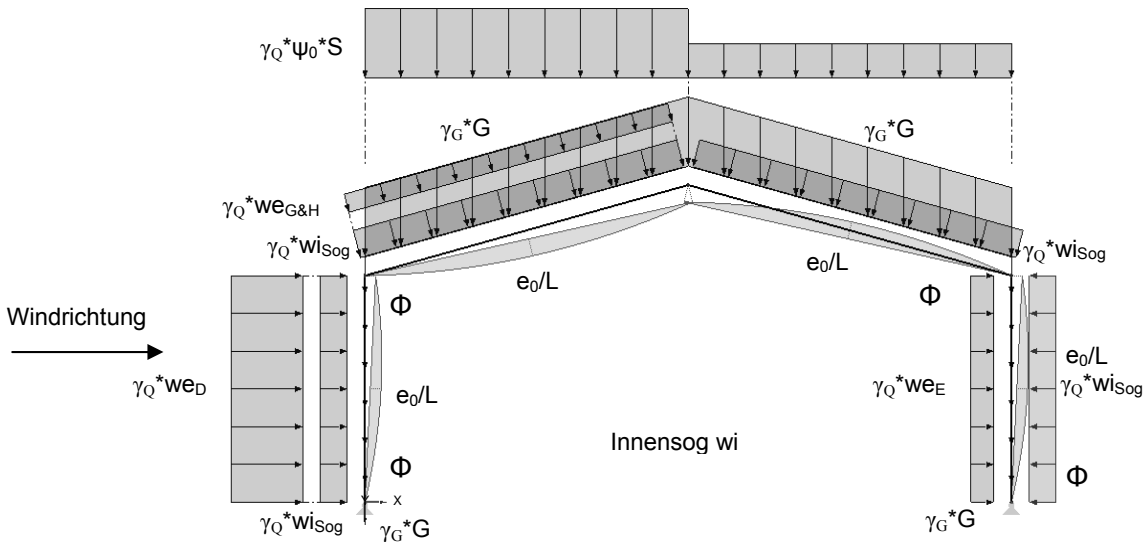 γQ*ψ0*S
γG*G
γG*G
γQ*weG&H
γQ*wiSog
γQ*wiSog
e0/L
e0/L
Φ
Φ
Windrichtung
e0/L
γQ*weD
e0/L
γQ*weE
γQ*wiSog
Innensog wi
Φ
Φ
x
γQ*wiSog
γG*G
γG*G